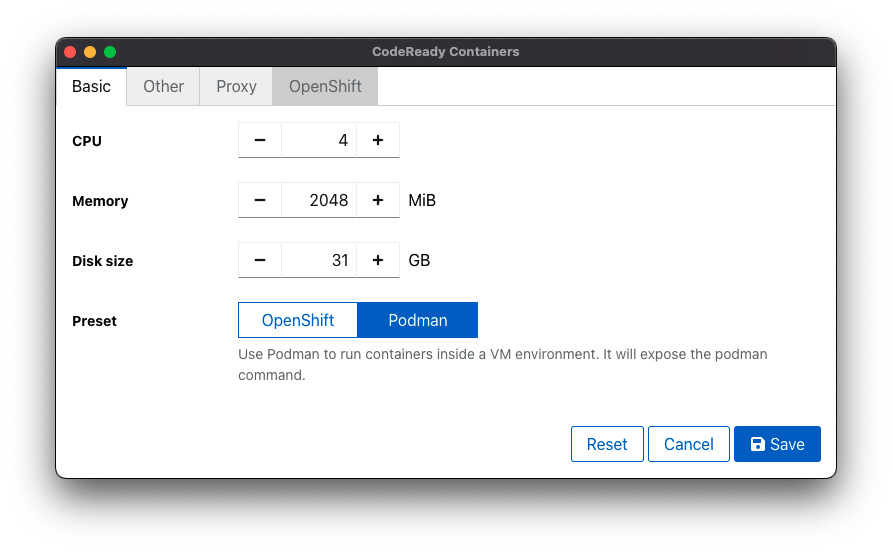 CodeReady Containers
Basic Other Proxy OpenShift
CPU − 4 +
Memory − 2048 + MiB
Disk size − 31 + GB
Preset OpenShift Podman
Use Podman to run containers inside a VM environment. It will expose the podman
command.
Reset Cancel Save